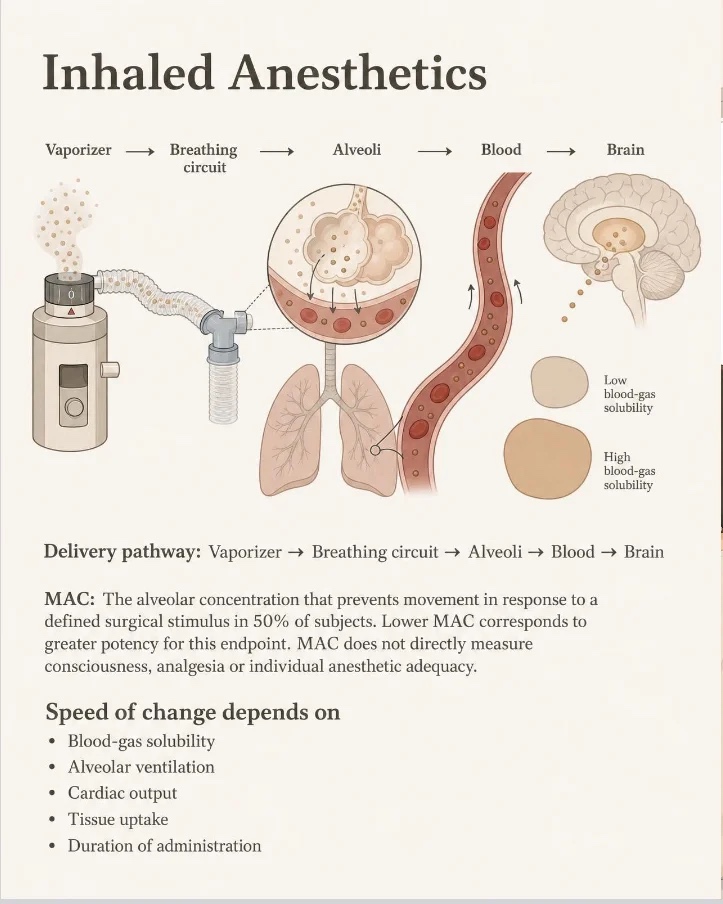 Inhaled Anesthetics
Vaporizer → Breathing circuit → Alveoli → Blood → Brain
0
Low
blood-gas
solubility
High
blood-gas
solubility
Delivery pathway: Vaporizer → Breathing circuit → Alveoli → Blood → Brain
MAC: The alveolar concentration that prevents movement in response to a
defined surgical stimulus in 50% of subjects. Lower MAC corresponds to
greater potency for this endpoint. MAC does not directly measure
consciousness, analgesia or individual anesthetic adequacy.
Speed of change depends on
• Blood-gas solubility
• Alveolar ventilation
• Cardiac output
• Tissue uptake
• Duration of administration